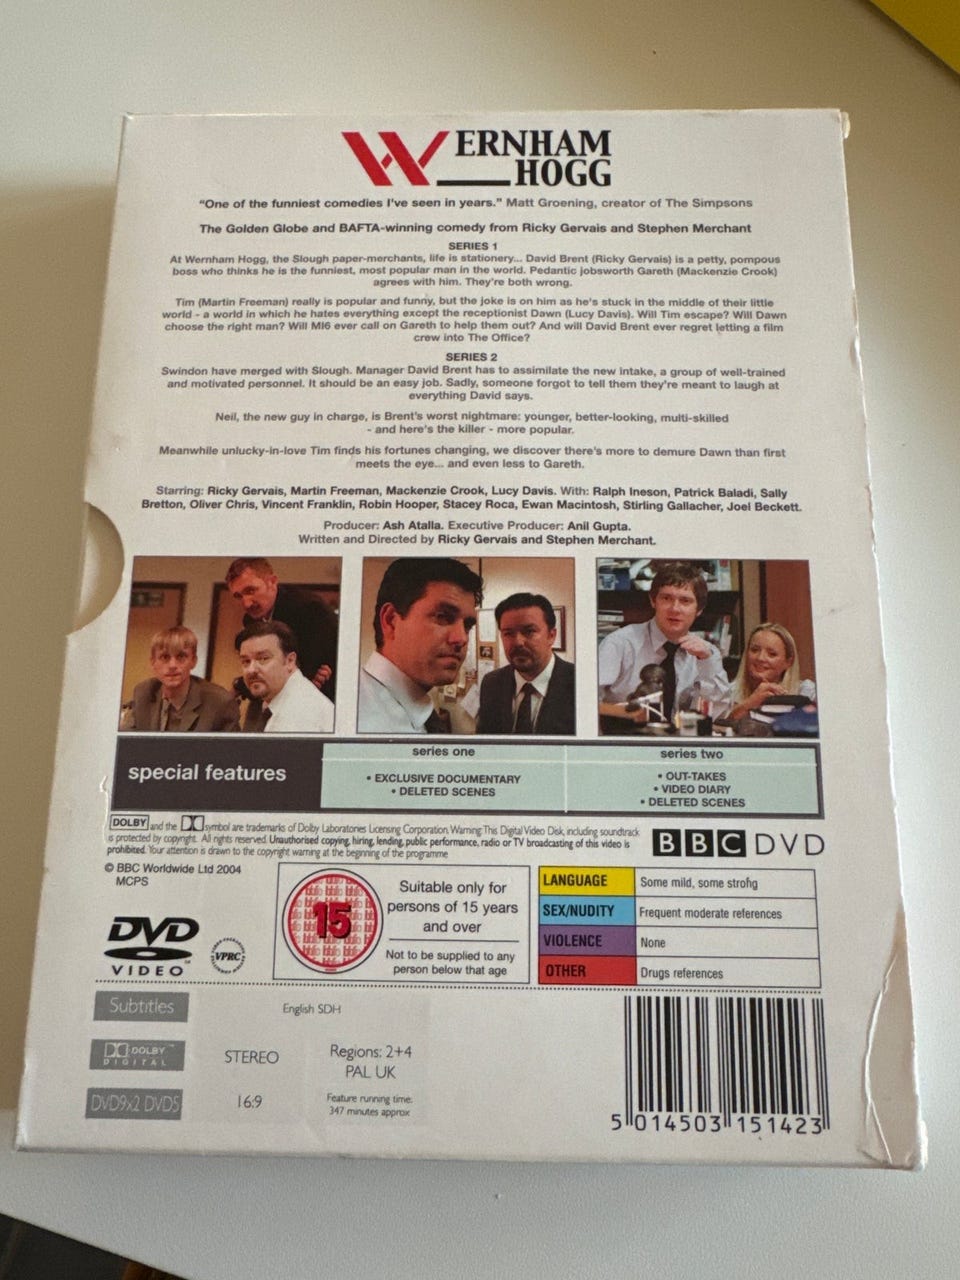 WERNHAM
HOGG
“One of the funniest comedies I've seen in years.” Matt Groening, creator of The Simpsons
The Golden Globe and BAFTA-winning comedy from Ricky Gervais and Stephen Merchant
SERIES 1
At Wernham Hogg, the Slough paper-merchants, life is stationery... David Brent (Ricky Gervais) is a petty, pompous
boss who thinks he is the funniest, most popular man in the world. Pedantic jobsworth Gareth (Mackenzie Crook)
agrees with him. They're both wrong.
Tim (Martin Freeman) really is popular and funny, but the joke is on him as he's stuck in the middle of their little
world - a world in which he hates everything except the receptionist Dawn (Lucy Davis). Will Tim escape? Will Dawn
choose the right man? Will MI6 ever call on Gareth to help them out? And will David Brent ever regret letting a film
crew into The Office?
SERIES 2
Swindon have merged with Slough. Manager David Brent has to assimilate the new intake, a group of well-trained
and motivated personnel. It should be an easy job. Sadly, someone forgot to tell them they're meant to laugh at
everything David says.
Neil, the new guy in charge, is Brent's worst nightmare: younger, better-looking, multi-skilled
- and here's the killer - more popular.
Meanwhile unlucky-in-love Tim finds his fortunes changing, we discover there's more to demure Dawn than first
meets the eye... and even less to Gareth.
Starring: Ricky Gervais, Martin Freeman, Mackenzie Crook, Lucy Davis. With: Ralph Ineson, Patrick Baladi, Sally
Bretton, Oliver Chris, Vincent Franklin, Robin Hooper, Stacey Roca, Ewan Macintosh, Stirling Gallacher, Joel Beckett.
Producer: Ash Atalla. Executive Producer: Anil Gupta.
Written and Directed by Ricky Gervais and Stephen Merchant.
special features
series one
• EXCLUSIVE DOCUMENTARY
• DELETED SCENES
series two
• OUT-TAKES
• VIDEO DIARY
• DELETED SCENES
DOLBY and the symbol are trademarks of Dolby Laboratories Licensing Corporation. Warning: This Digital Video Disk, including soundtrack
is protected by copyright. All rights reserved. Unauthorised copying, hiring, lending, public performance, radio or TV broadcasting of this video is
prohibited. Your attention is drawn to the copyright warning at the beginning of the programme
BBC DVD
© BBC Worldwide Ltd 2004
MCPS
DVD
VIDEO™
VPRC
15
Suitable only for
persons of 15 years
and over
Not to be supplied to any
person below that age
LANGUAGE Some mild, some strong
SEX/NUDITY Frequent moderate references
VIOLENCE None
OTHER Drugs references
Subtitles English SDH
DOLBY™
DIGITAL
STEREO
Regions: 2+4
PAL UK
DVD9x2 DVD5
16:9
Feature running time:
347 minutes approx
5 014503 151423